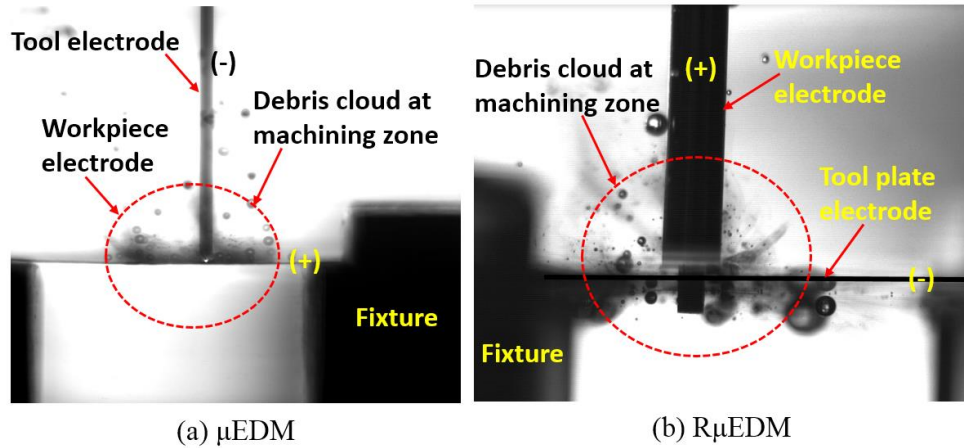 Tool electrode
(-)
Workpiece
electrode
Debris cloud at
machining zone
(+)
Fixture
(a) μEDM
Debris cloud at
machining zone
(+)
Workpiece
electrode
Tool plate
electrode
(-)
Fixture
(b) RμEDM